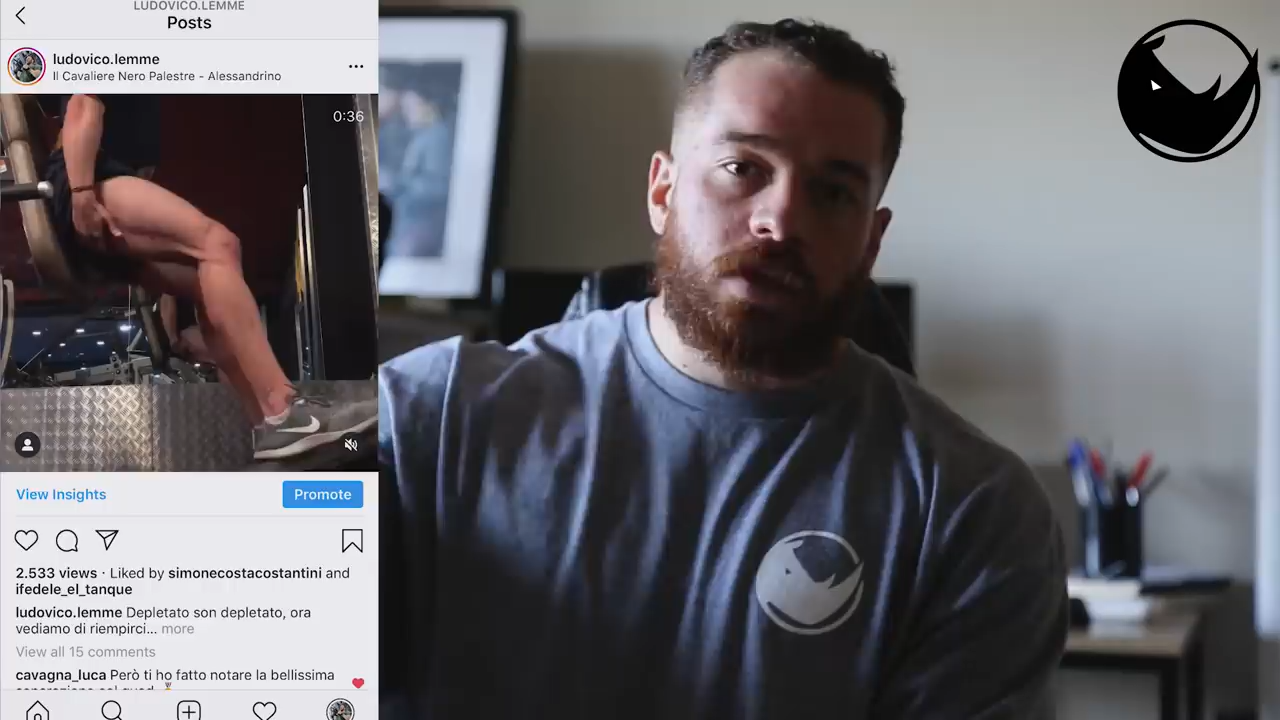 LUDOVICO.LEMME
Posts
ludovico.lemme
Il Cavaliere Nero Palestre - Alessandrino
0:36
View Insights
Promote
2.533 views · Liked by simonecostacostantini and
ifedele_el_tanque
ludovico.lemme Depletato son depletato, ora
vediamo di riempirci... more
View all 15 comments
cavagna_luca Però ti ho fatto notare la bellissima